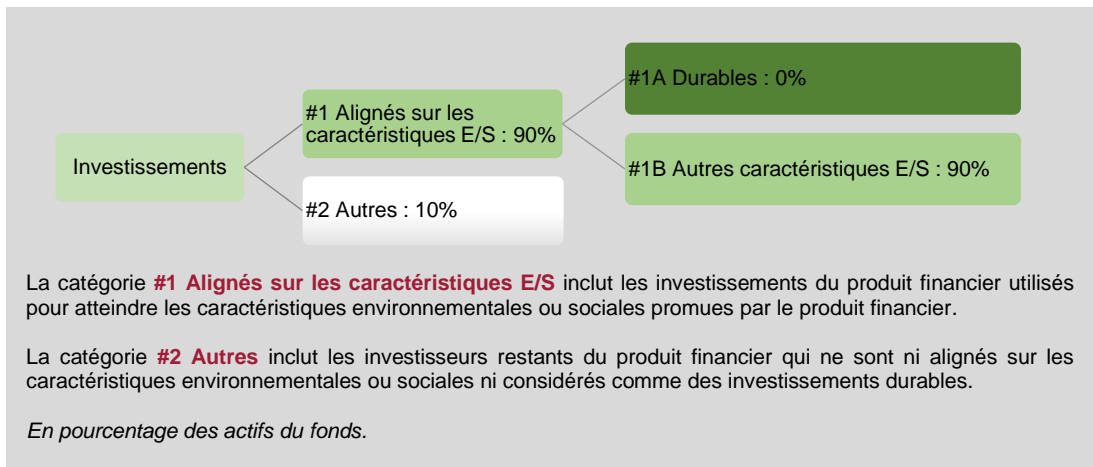 #1A Durables : 0%
#1 Alignés sur les
caractéristiques E/S : 90%
Investissements
#1B Autres caractéristiques E/S : 90%
#2 Autres : 10%
La catégorie #1 Alignés sur les caractéristiques E/S inclut les investissements du produit financier utilisés
pour atteindre les caractéristiques environnementales ou sociales promues par le produit financier.
La catégorie #2 Autres inclut les investisseurs restants du produit financier qui ne sont ni alignés sur les
caractéristiques environnementales ou sociales ni considérés comme des investissements durables.
En pourcentage des actifs du fonds.